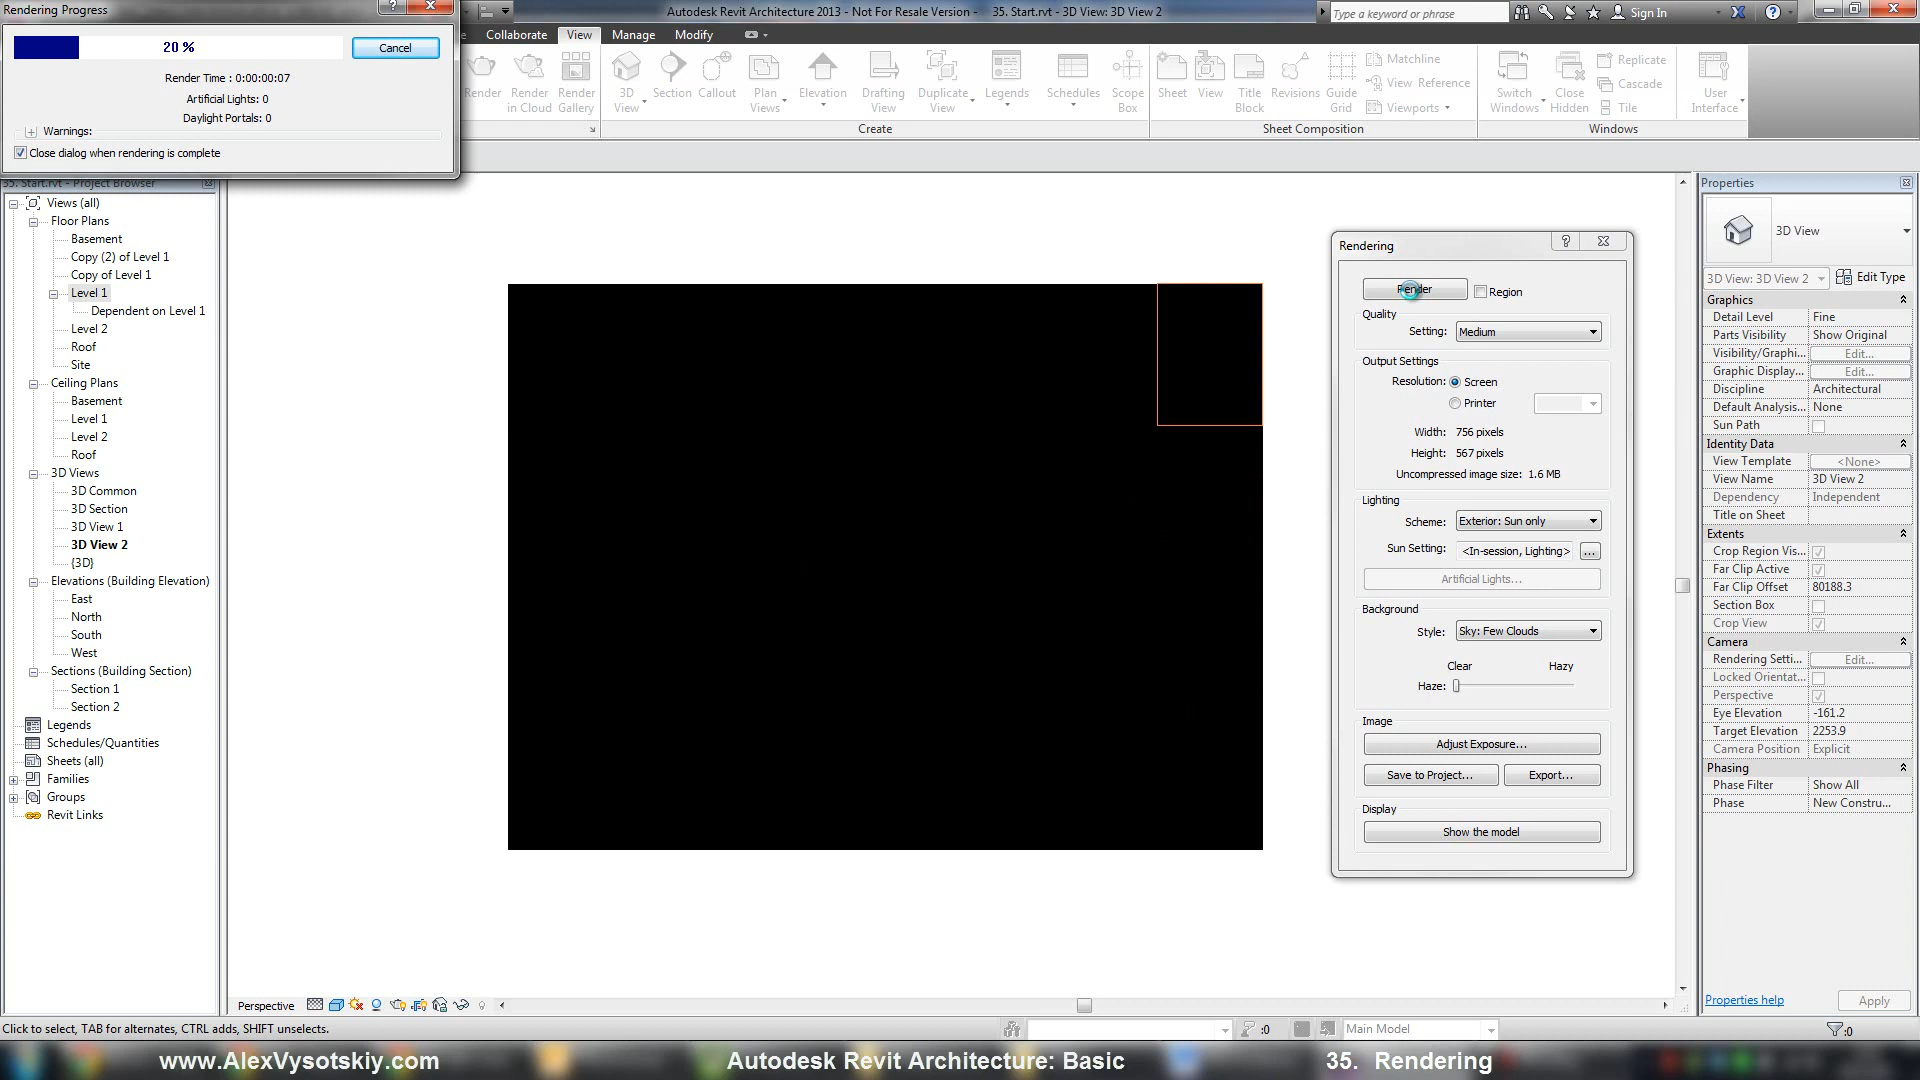 Rendering Progress
20 %
Cancel
Render Time : 0:00:00:07
Artificial Lights: 0
Daylight Portals: 0
Warnings:
Close dialog when rendering is complete
Autodesk Revit Architecture 2013 - Not For Resale Version - 35. Start.rvt - 3D View: 3D View 2
Type a keyword or phrase
Sign In
Collaborate View Manage Modify
Render
Render in Cloud
Render Gallery
3D View
Section
Callout
Plan Views
Elevation
Drafting View
Duplicate View
Legends
Schedules
Scope Box
Create
Sheet
View
Title Block
Revisions
Guide Grid
Matchline
View Reference
Viewports
Sheet Composition
Switch Windows
Close Hidden
Replicate
Cascade
Tile
User Interface
Windows
35. Start.rvt - Project Browser
Views (all)
Floor Plans
Basement
Copy (2) of Level 1
Copy of Level 1
Level 1
Dependent on Level 1
Level 2
Roof
Site
Ceiling Plans
Basement
Level 1
Level 2
Roof
3D Views
3D Common
3D Section
3D View 1
3D View 2
{3D}
Elevations (Building Elevation)
East
North
South
West
Sections (Building Section)
Section 1
Section 2
Legends
Schedules/Quantities
Sheets (all)
Families
Groups
Revit Links
Rendering
Render
Region
Quality
Setting: Medium
Output Settings
Resolution: Screen
Printer
Width: 756 pixels
Height: 567 pixels
Uncompressed image size: 1.6 MB
Lighting
Scheme: Exterior: Sun only
Sun Setting: <In-session, Lighting> ...
Artificial Lights...
Background
Style: Sky: Few Clouds
Clear Hazy
Haze:
Image
Adjust Exposure...
Save to Project... Export...
Display
Show the model
Properties
3D View
3D View: 3D View 2 Edit Type
Graphics
Detail Level Fine
Parts Visibility Show Original
Visibility/Graphi... Edit...
Graphic Display... Edit...
Discipline Architectural
Default Analysis... None
Sun Path
Identity Data
View Template <None>
View Name 3D View 2
Dependency Independent
Title on Sheet
Extents
Crop Region Vis...
Far Clip Active
Far Clip Offset 80188.3
Section Box
Crop View
Camera
Rendering Setti... Edit...
Locked Orientat...
Perspective
Eye Elevation -161.2
Target Elevation 2253.9
Camera Position Explicit
Phasing
Phase Filter Show All
Phase New Constru...
Properties help Apply
Perspective
Click to select, TAB for alternates, CTRL adds, SHIFT unselects.
:0
Main Model
:0
www.AlexVysotskiy.com Autodesk Revit Architecture: Basic 35. Rendering